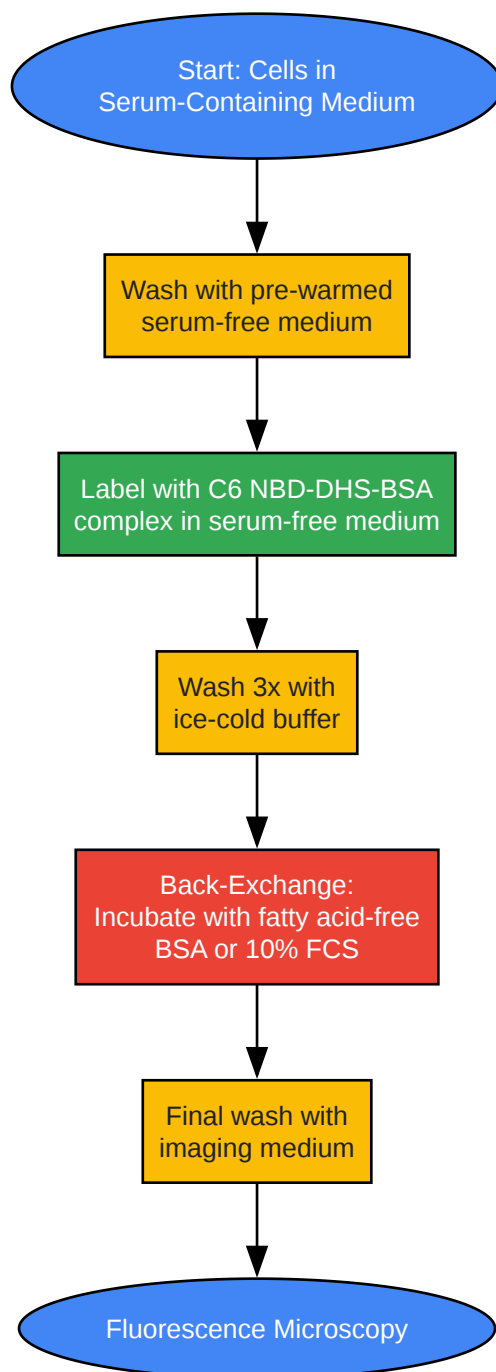 Start: Cells in
Serum-Containing Medium
Wash with pre-warmed
serum-free medium
Label with C6 NBD-DHS-BSA
complex in serum-free medium
Wash 3x with
ice-cold buffer
Back-Exchange:
Incubate with fatty acid-free
BSA or 10% FCS
Final wash with
imaging medium
Fluorescence Microscopy